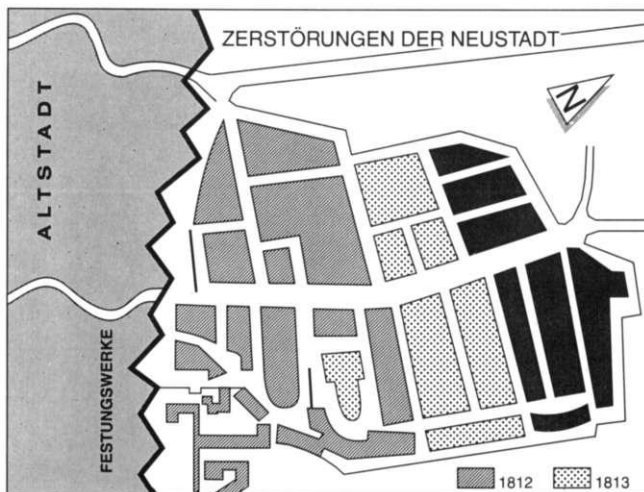 ZERSTÖRUNGEN DER NEUSTADT
ALTSTADT
N
FESTUNGSWERKE
1812
1813